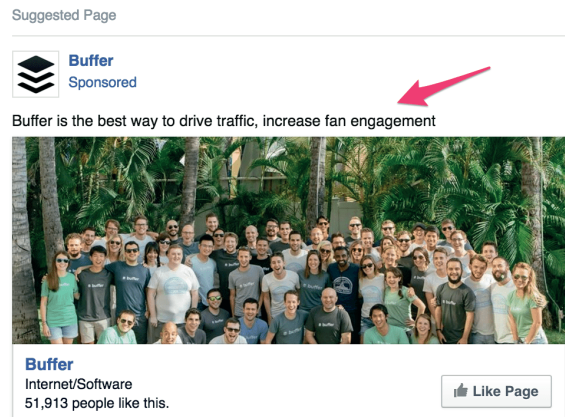 Suggested Page
Buffer
Sponsored
Buffer is the best way to drive traffic, increase fan engagement
Buffer
Internet/Software
51,913 people like this.
Like Page